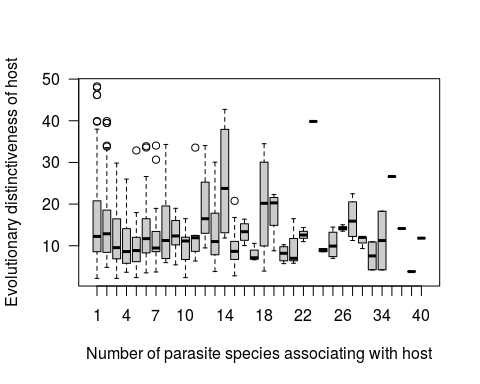 Evolutionary distinctiveness of host
50
40
30
20
10
1 4 7 10 14 18 22 26 34 40
Number of parasite species associating with host